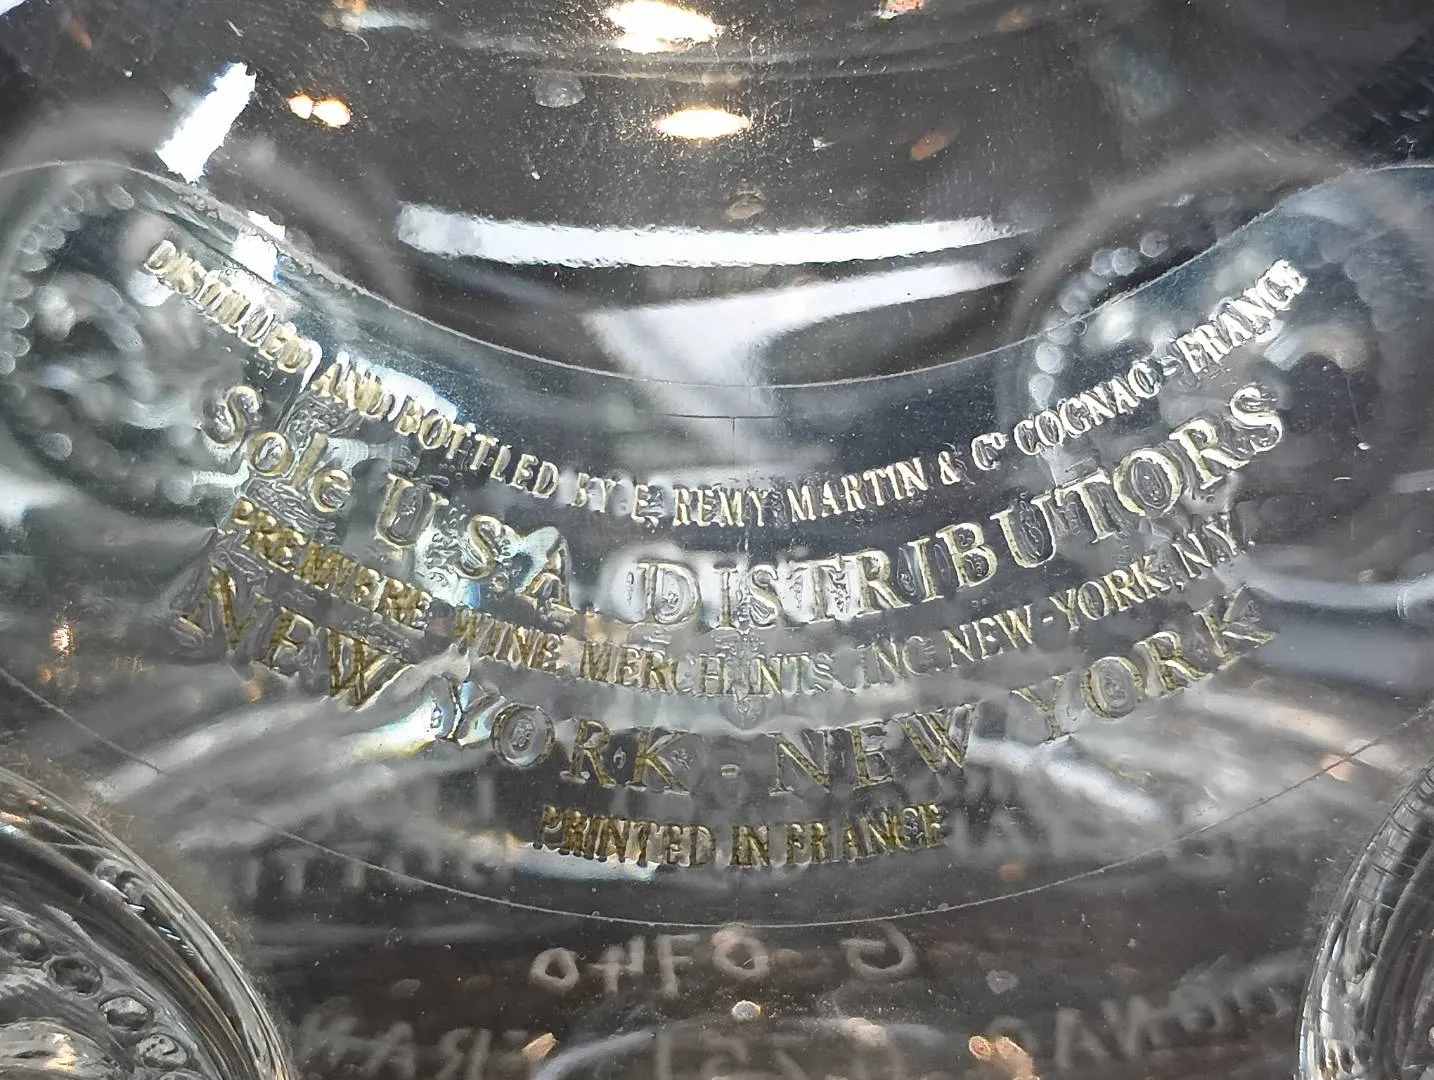 DISTILLED AND BOTTLED BY E. REMY MARTIN & Cº COGNAC-FRANCE
Sole U.S.A. DISTRIBUTORS
PREMIERE WINE MERCHANTS, INC NEW-YORK, N.Y.
NEW YORK - NEW YORK
PRINTED IN FRANCE